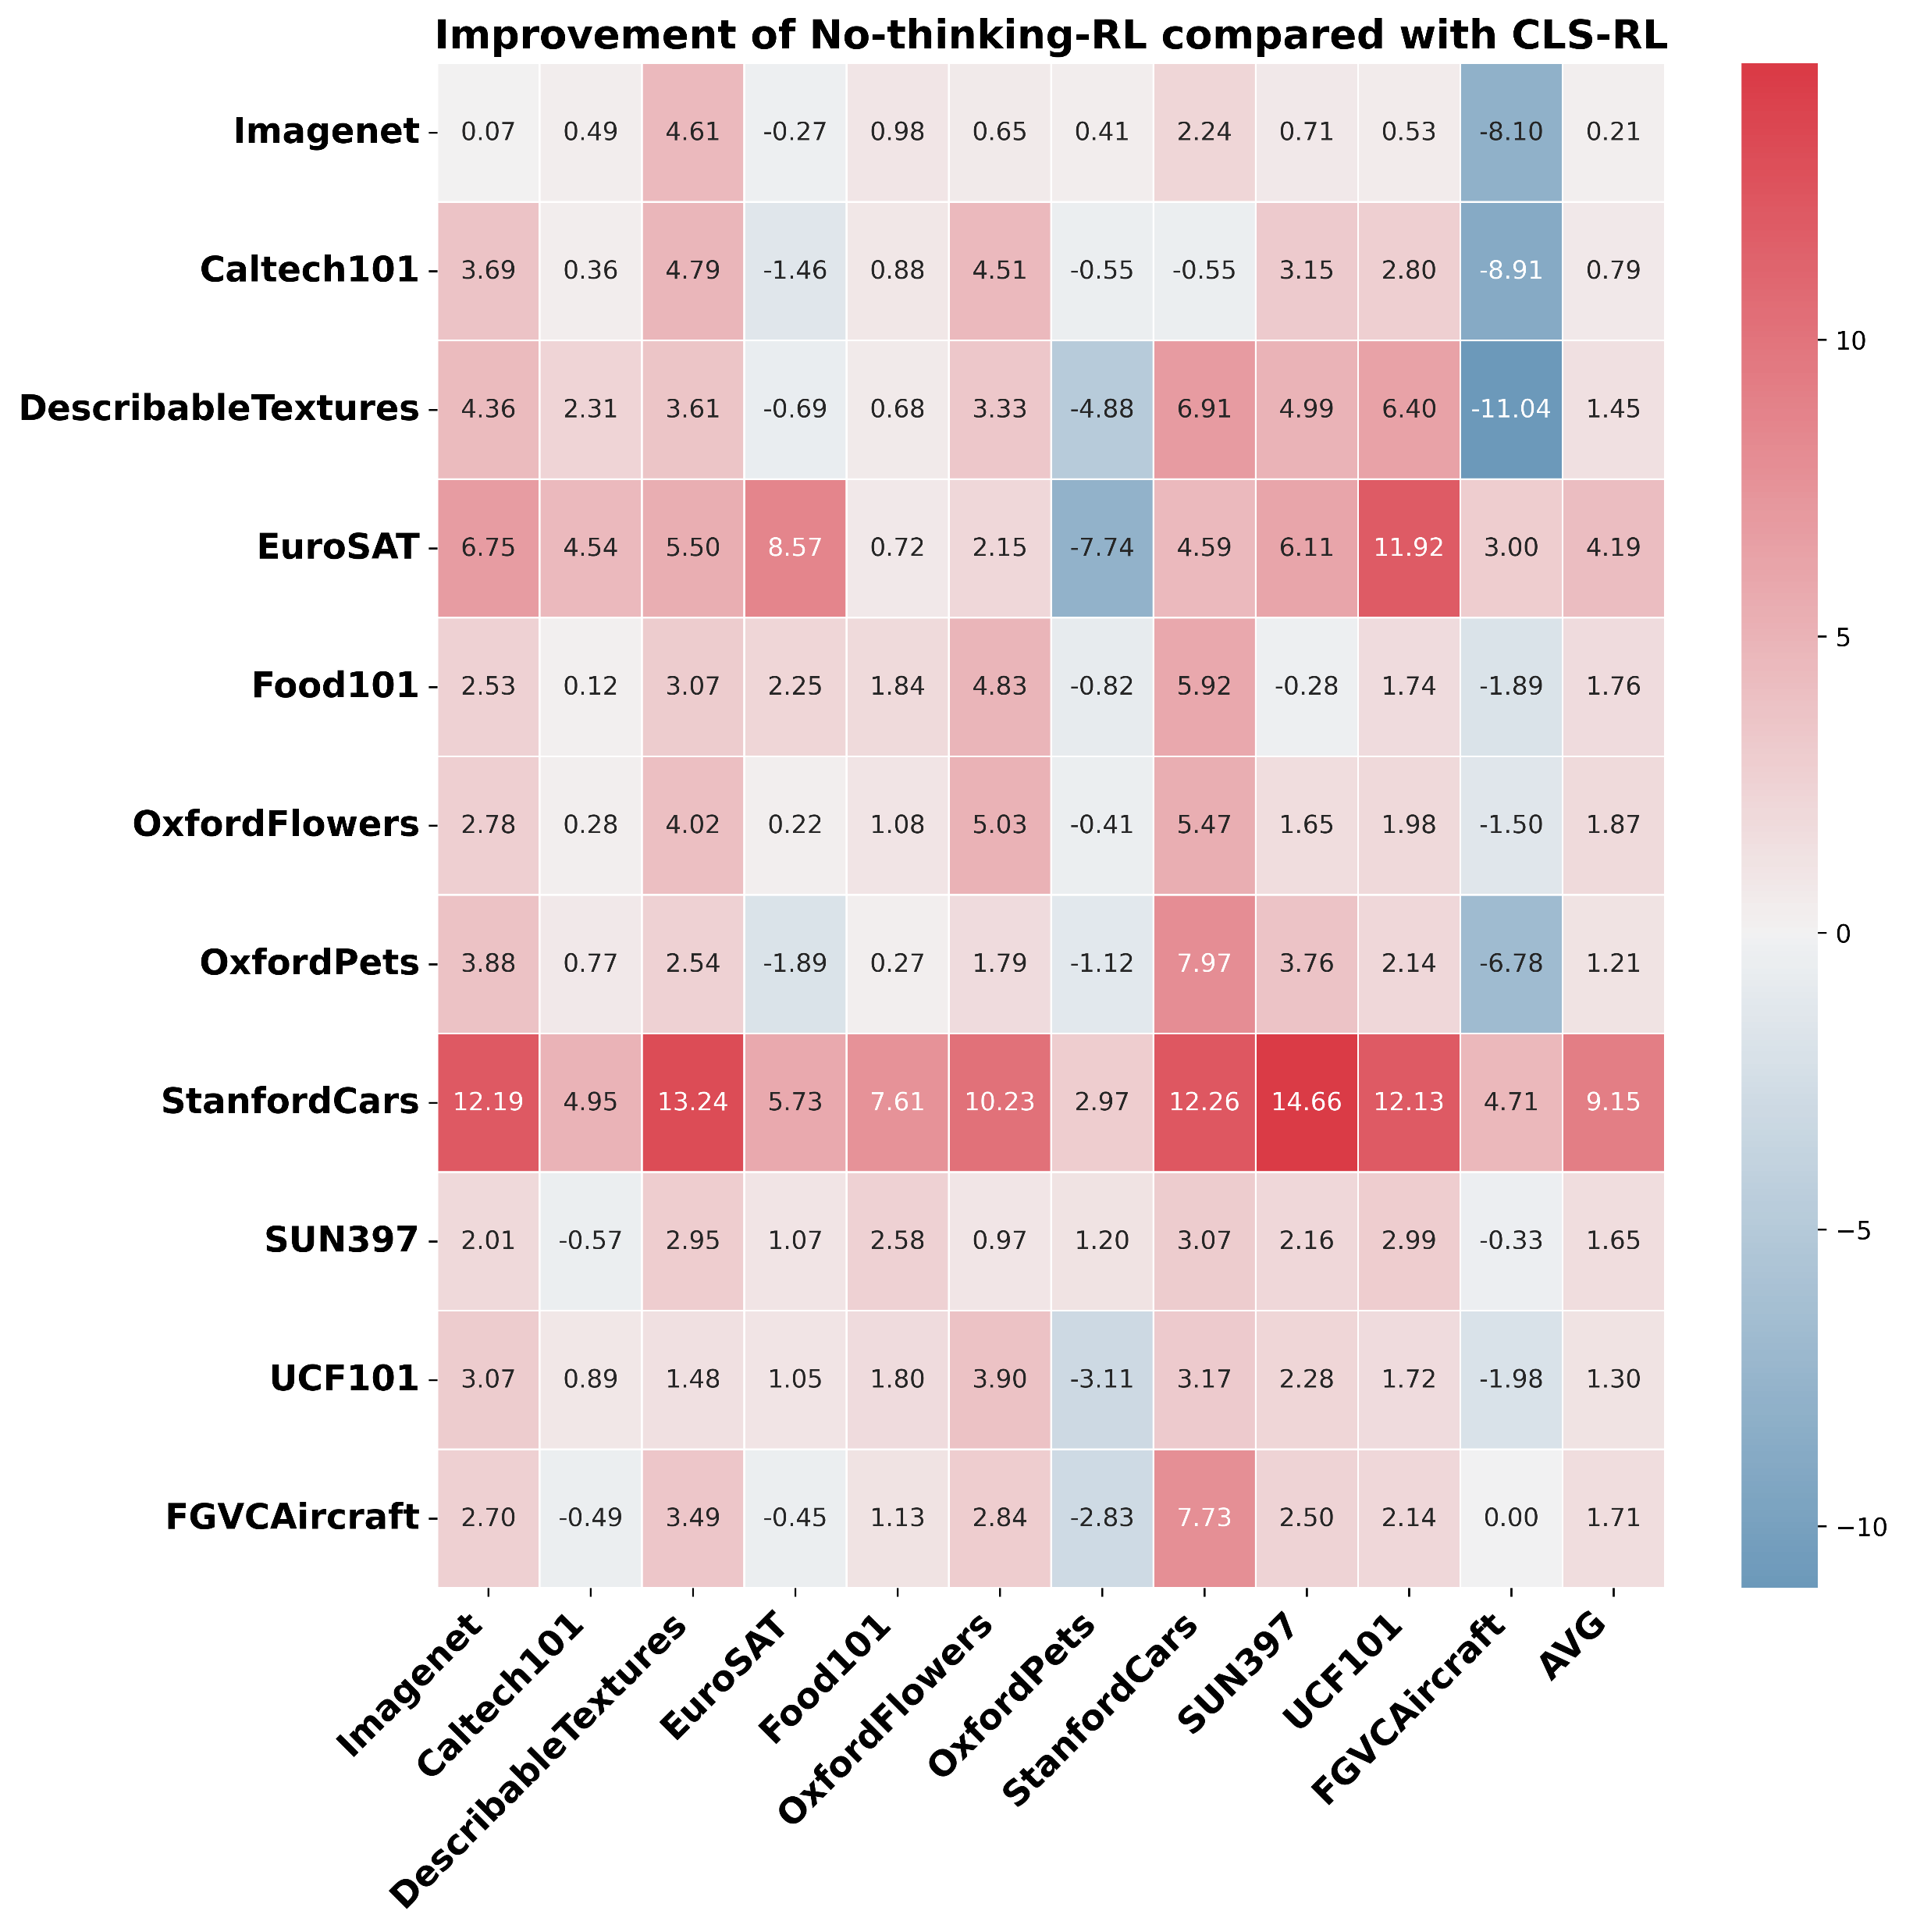 Improvement of No-thinking-RL compared with CLS-RL
Imagenet 0.07 0.49 4.61 -0.27 0.98 0.65 0.41 2.24 0.71 0.53 -8.10 0.21
Caltech101 3.69 0.36 4.79 -1.46 0.88 4.51 -0.55 -0.55 3.15 2.80 -8.91 0.79
DescribableTextures 4.36 2.31 3.61 -0.69 0.68 3.33 -4.88 6.91 4.99 6.40 -11.04 1.45
EuroSAT 6.75 4.54 5.50 8.57 0.72 2.15 -7.74 4.59 6.11 11.92 3.00 4.19
Food101 2.53 0.12 3.07 2.25 1.84 4.83 -0.82 5.92 -0.28 1.74 -1.89 1.76
OxfordFlowers 2.78 0.28 4.02 0.22 1.08 5.03 -0.41 5.47 1.65 1.98 -1.50 1.87
OxfordPets 3.88 0.77 2.54 -1.89 0.27 1.79 -1.12 7.97 3.76 2.14 -6.78 1.21
StanfordCars 12.19 4.95 13.24 5.73 7.61 10.23 2.97 12.26 14.66 12.13 4.71 9.15
SUN397 2.01 -0.57 2.95 1.07 2.58 0.97 1.20 3.07 2.16 2.99 -0.33 1.65
UCF101 3.07 0.89 1.48 1.05 1.80 3.90 -3.11 3.17 2.28 1.72 -1.98 1.30
FGVCAircraft 2.70 -0.49 3.49 -0.45 1.13 2.84 -2.83 7.73 2.50 2.14 0.00 1.71
Imagenet Caltech101 DescribableTextures EuroSAT Food101 OxfordFlowers OxfordPets StanfordCars SUN397 UCF101 FGVCAircraft AVG
10
5
0
−5
−10